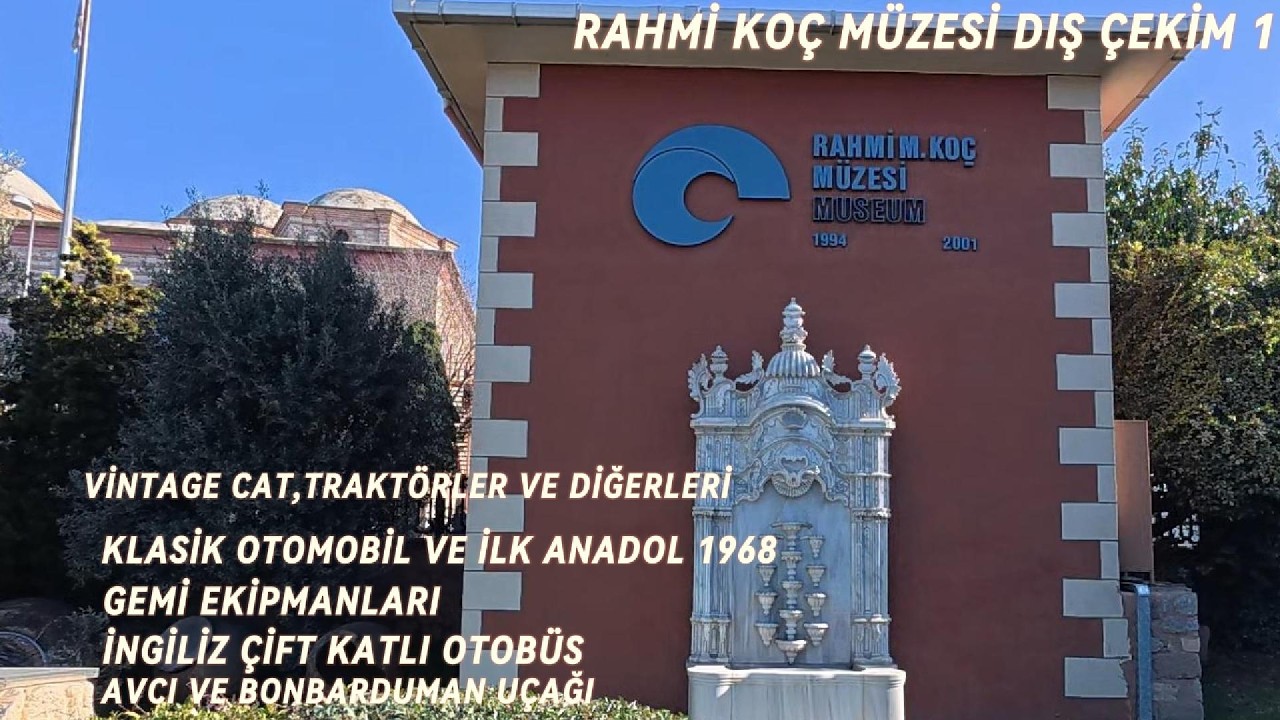 RAHMİ KOÇ MÜZESİ DIŞ ÇEKİM 1
RAHMİ M. KOÇ
MÜZESİ
MUSEUM
1994 2001
VİNTAGE CAT,TRAKTÖRLER VE DİĞERLERİ
KLASİK OTOMOBİL VE İLK ANADOL 1968
GEMİ EKİPMANLARI
İNGİLİZ ÇİFT KATLI OTOBÜS
AVCI VE BONBARDUMAN UÇAĞI